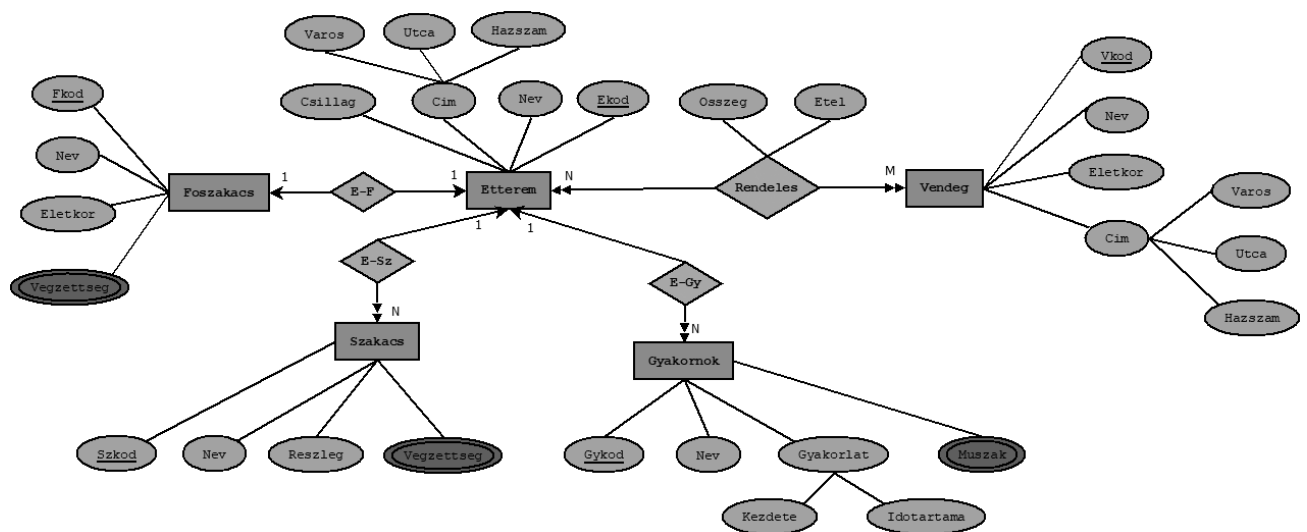 Varos
Utca
Hazszam
Csillag
Cim
Nev
Ekod
Osszeg
Etel
Vkod
Nev
Eletkor
Cim
Varos
Utca
Hazszam
Fkod
Nev
Eletkor
Vegzettseg
Foszakacs
1
E-F
1
Etterem
N
Rendeles
M
Vendeg
1
1
E-Sz
E-Gy
N
N
Szakacs
Gyakornok
Szkod
Nev
Reszleg
Vegzettseg
Gykod
Nev
Gyakorlat
Muszak
Kezdete
Idotartama